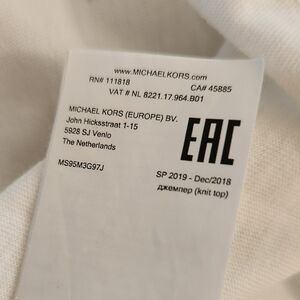 www.MICHAELKORS.com
RN# 111818 CA# 45885
VAT # NL 8221.17.964.B01
MICHAEL KORS (EUROPE) BV.
John Hicksstraat 1-15
5928 SJ Venlo
The Netherlands
EAC
MS95M3G97J
SP 2019 - Dec/2018
джемпер (knit top)